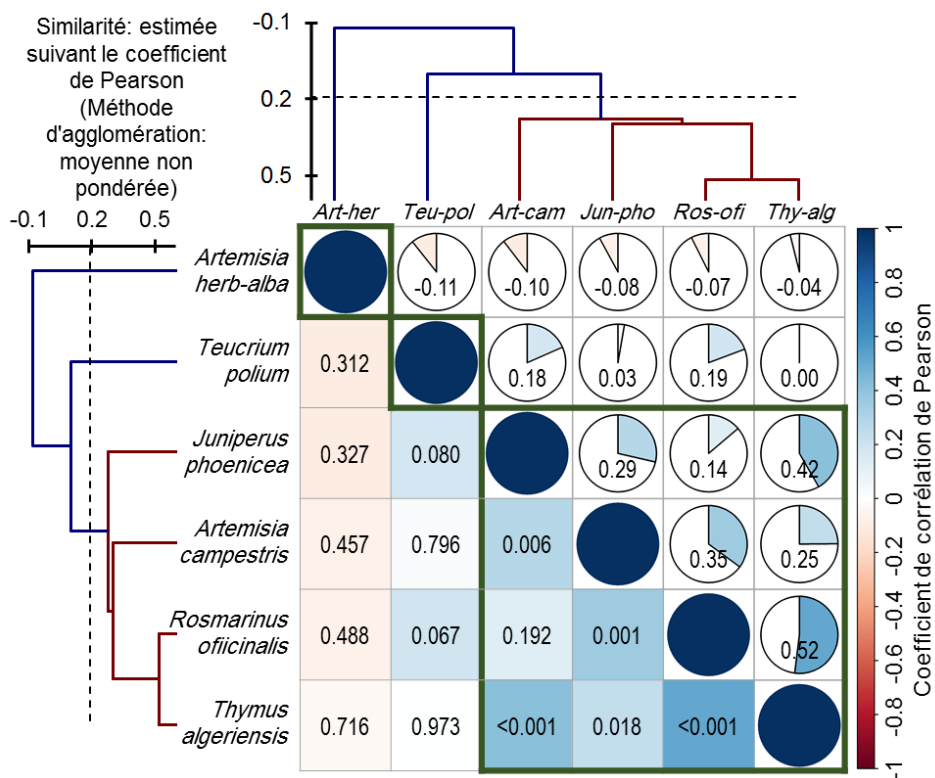 Similarité: estimée
suivant le coefficient
de Pearson
(Méthode
d'agglomération:
moyenne non
pondérée)
-0.1
0.2
0.5
-0.1 0.2 0.5
Art-her Teu-pol Art-cam Jun-pho Ros-ofi Thy-alg
Artemisia
herb-alba
-0.11 -0.10 -0.08 -0.07 -0.04
Teucrium
polium
0.312 0.18 0.03 0.19 0.00
Juniperus
phoenicea
0.327 0.080 0.29 0.14 0.42
Artemisia
campestris
0.457 0.796 0.006 0.35 0.25
Rosmarinus
ofiicinalis
0.488 0.067 0.192 0.001 0.52
Thymus
algeriensis
0.716 0.973 <0.001 0.018 <0.001
1
0.8
0.6
0.4
0.2
0
-0.2
-0.4
-0.6
-0.8
-1
Coefficient de corrélation de Pearson